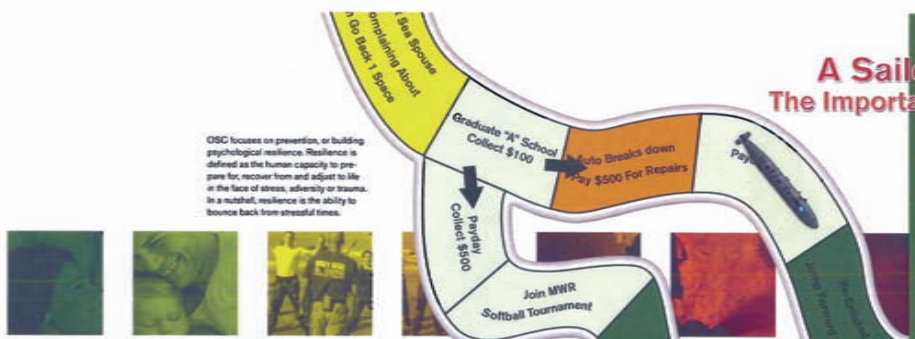 Sea Spouse
omplaining About
Go Back 1 Space
A Sail
The Importa
Graduate "A" School
Collect $100
Auto Breaks down
Pay $500 For Repairs
Pay
OSC focuses on prevention, or building
psychological resilience. Resilience is
defined as the human capacity to pre-
pare for, recover from and adjust to life
in the face of stress, adversity or trauma.
In a nutshell, resilience is the ability to
bounce back from stressful times.
Payday
Collect $500
Join MWR
Softball Tournament
Jump Forward